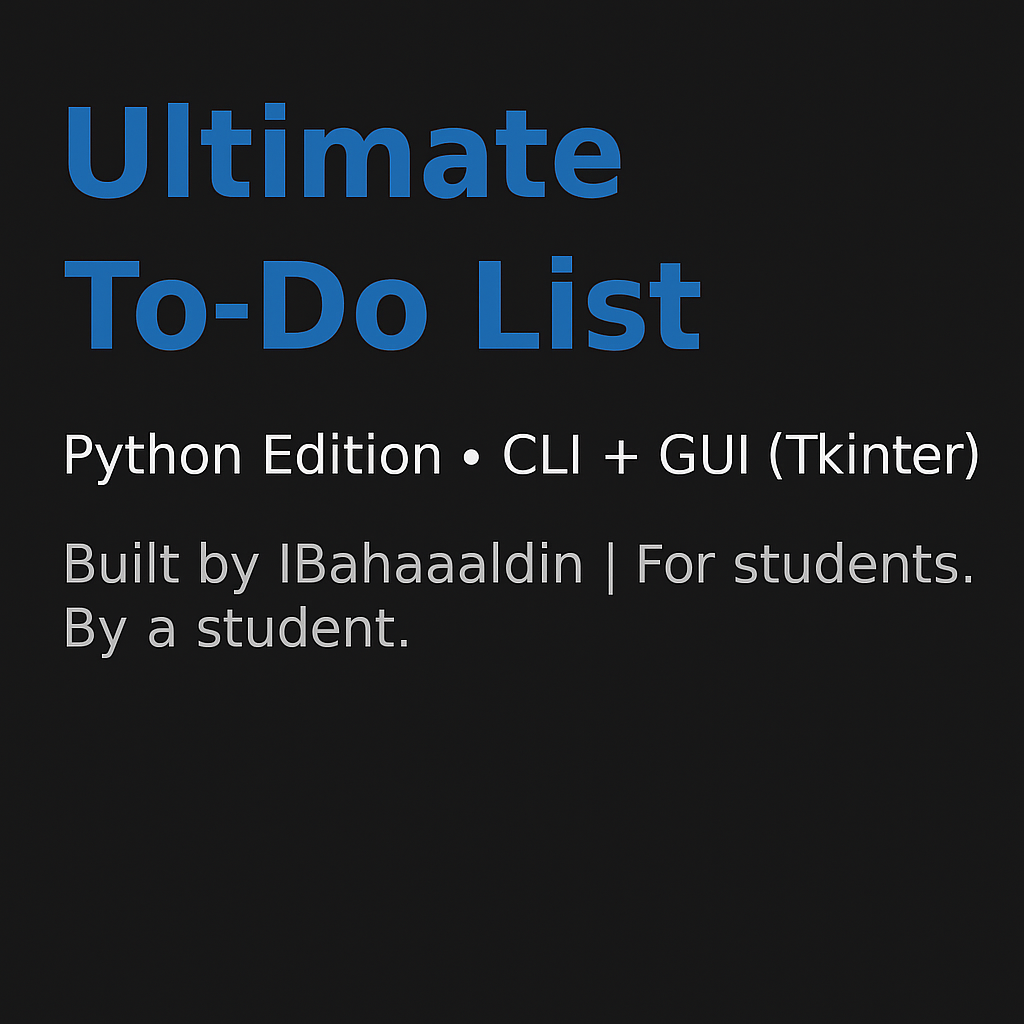 Ultimate
To-Do List
Python Edition • CLI + GUI (Tkinter)
Built by IBahaaaldin | For students.
By a student.